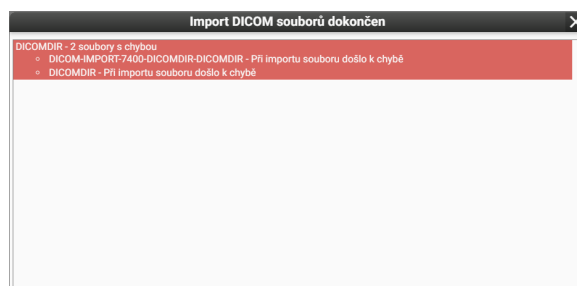 Import DICOM souborů dokončen
DICOMDIR - 2 soubory s chybou
DICOM-IMPORT-7400-DICOMDIR-DICOMDIR - Při importu souboru došlo k chybě
DICOMDIR - Při importu souboru došlo k chybě